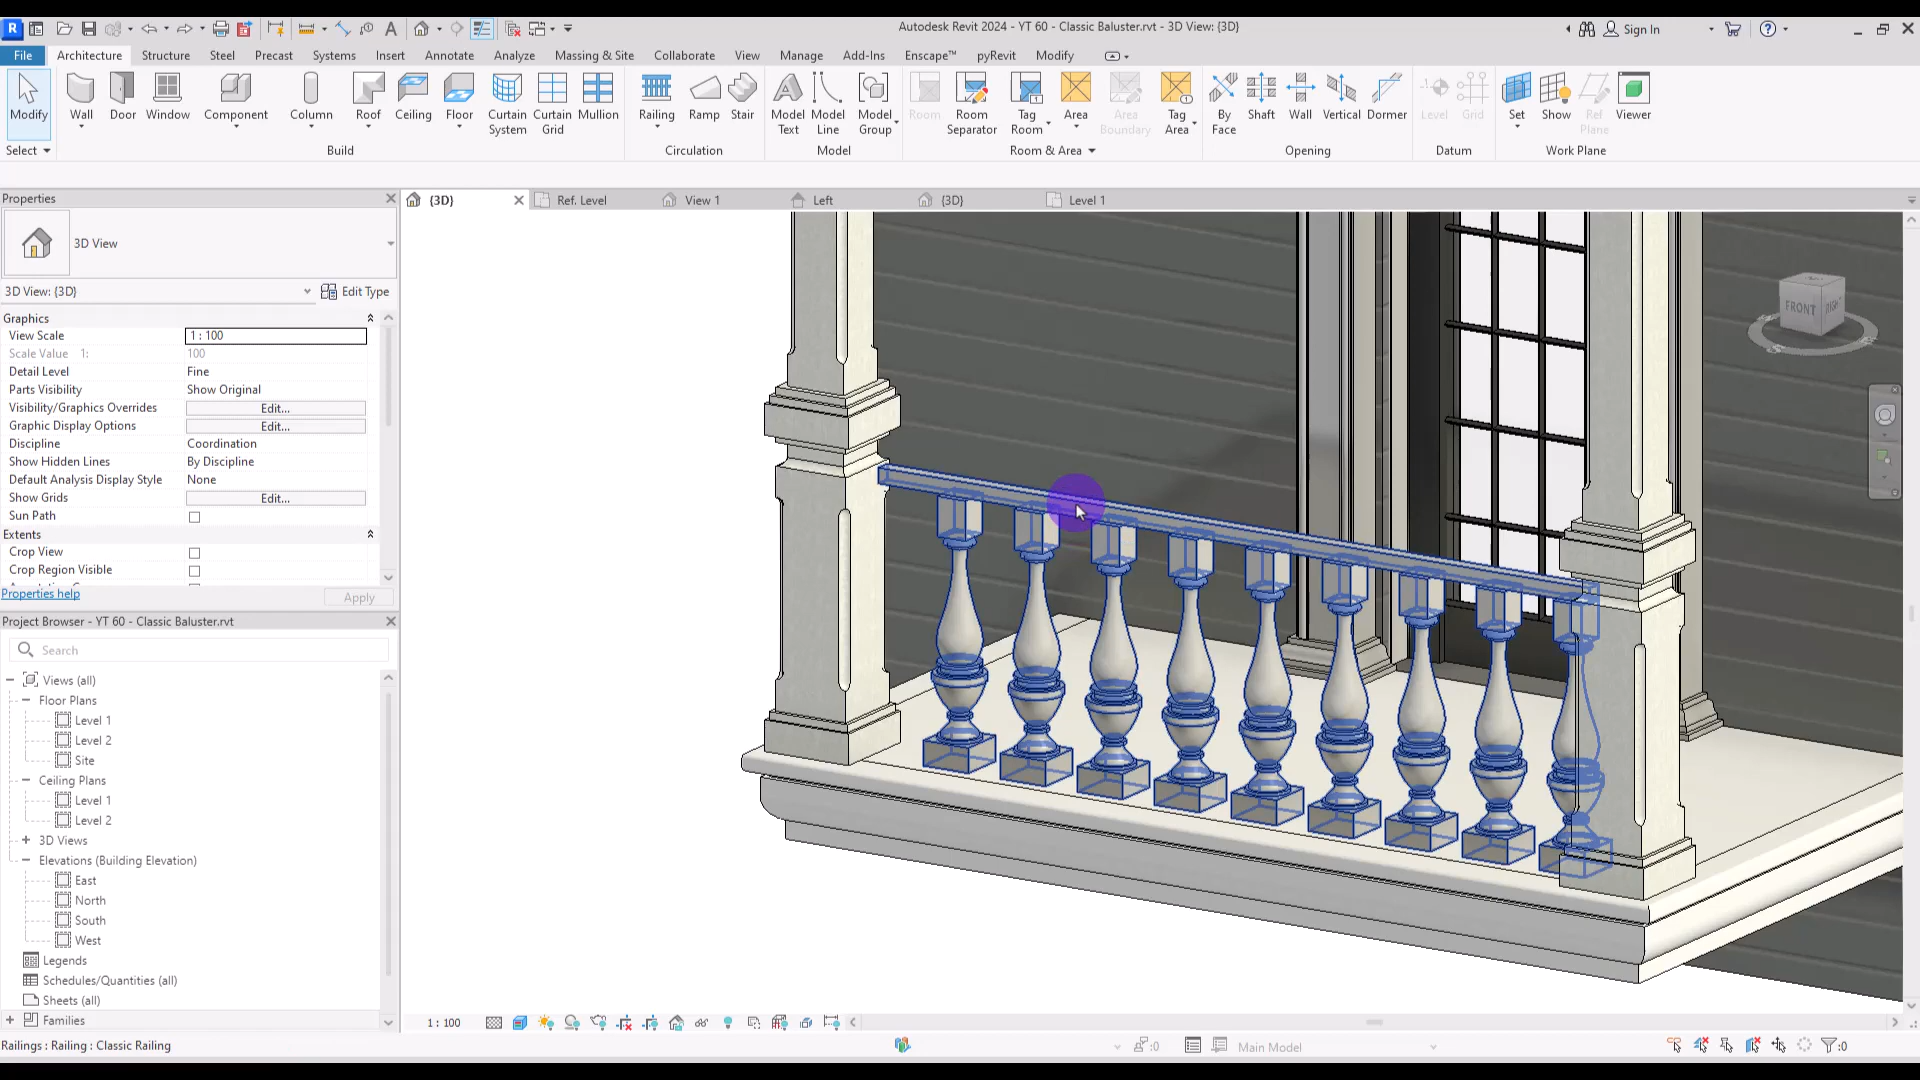 Autodesk Revit 2024 - YT 60 - Classic Baluster.rvt - 3D View: {3D}
Sign In
File Architecture Structure Steel Precast Systems Insert Annotate Analyze Massing & Site Collaborate View Manage Add-Ins Enscape™ pyRevit Modify
Modify Wall Door Window Component Column Roof Ceiling Floor Curtain System Curtain Grid Mullion Railing Ramp Stair Model Text Model Line Model Group Room Room Separator Tag Room Area Area Boundary Tag Area By Face Shaft Wall Vertical Dormer Level Grid Set Show Ref Plane Viewer
Select Build Circulation Model Room & Area Opening Datum Work Plane
Properties
{3D} Ref. Level View 1 Left {3D} Level 1
3D View
3D View: {3D} Edit Type
Graphics
View Scale 1 : 100
Scale Value 1: 100
Detail Level Fine
Parts Visibility Show Original
Visibility/Graphics Overrides Edit...
Graphic Display Options Edit...
Discipline Coordination
Show Hidden Lines By Discipline
Default Analysis Display Style None
Show Grids Edit...
Sun Path
Extents
Crop View
Crop Region Visible
Properties help Apply
FRONT
Project Browser - YT 60 - Classic Baluster.rvt
Search
Views (all)
Floor Plans
Level 1
Level 2
Site
Ceiling Plans
Level 1
Level 2
3D Views
Elevations (Building Elevation)
East
North
South
West
Legends
Schedules/Quantities (all)
Sheets (all)
Families
1 : 100
Railings : Railing : Classic Railing
:0
Main Model
:0